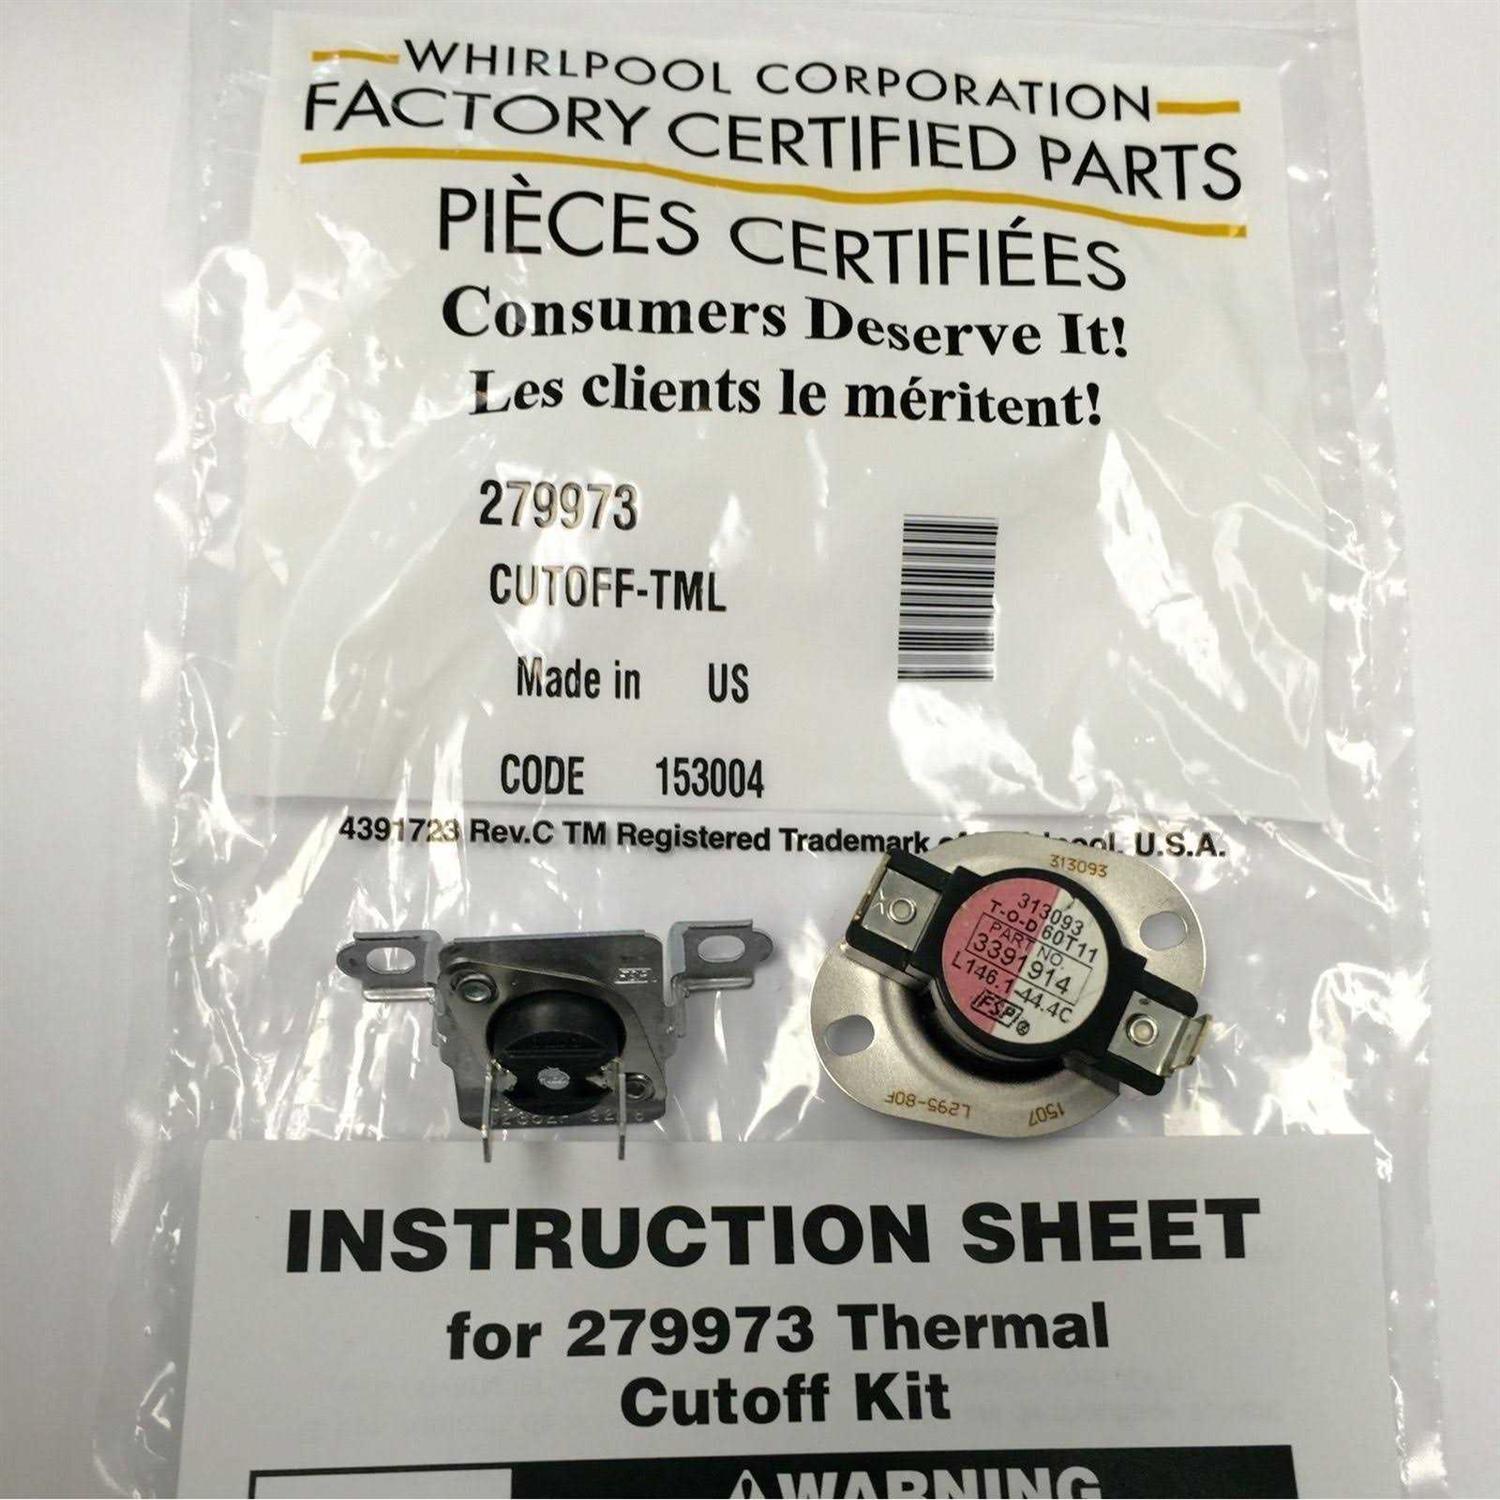 WHIRLPOOL CORPORATION
FACTORY CERTIFIED PARTS
PIÈCES CERTIFIÉES
Consumers Deserve It!
Les clients le méritent!
279973
CUTOFF-TML
Made in US
CODE 153004
4391723 Rev.C TM Registered Trademark U.S.A.
313093
313093
T-O-D 60T11
PART NO.
3391914
L146.1-44.4C
FSP®
L295-80F
1507
INSTRUCTION SHEET
for 279973 Thermal
Cutoff Kit
⚠WARNING